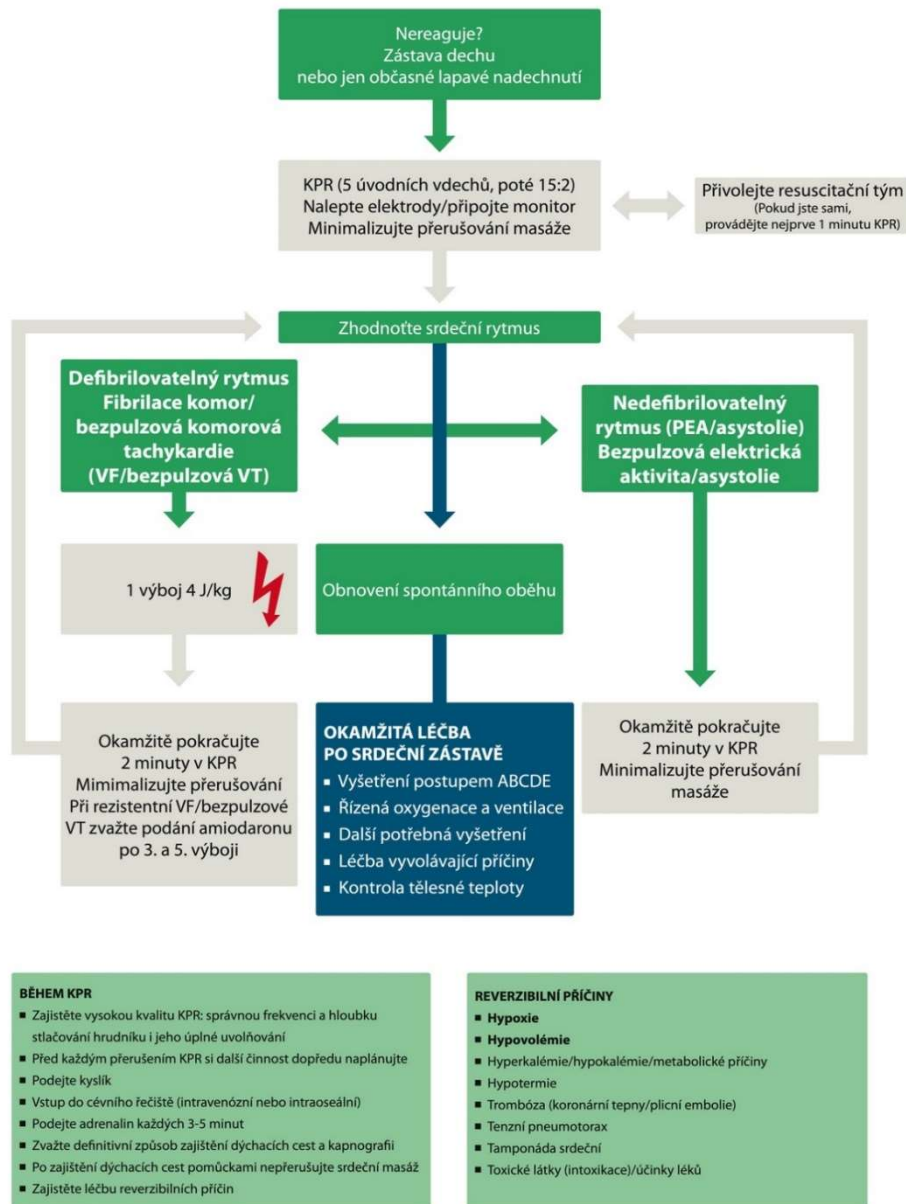 Nereaguje?
Zástava dechu
nebo jen občasné lapavé nadechnutí
KPR (5 úvodních vdechů, poté 15:2)
Nalepte elektrody/připojte monitor
Minimalizujte přerušování masáže
Přivolejte resuscitační tým
(Pokud jste sami,
provádějte nejprve 1 minutu KPR)
Zhodnoťte srdeční rytmus
Defibrilovatelný rytmus
Fibrilace komor/
bezpulzová komorová
tachykardie
(VF/bezpulzová VT)
Nedefibrilovatelný
rytmus (PEA/asystolie)
Bezpulzová elektrická
aktivita/asystolie
1 výboj 4 J/kg
Obnovení spontánního oběhu
Okamžitě pokračujte
2 minuty v KPR
Mimimalizujte přerušování
Při rezistentní VF/bezpulzové
VT zvažte podání amiodaronu
po 3. a 5. výboji
OKAMŽITÁ LÉČBA
PO SRDEČNÍ ZÁSTAVĚ
▪ Vyšetření postupem ABCDE
▪ Řízená oxygenace a ventilace
▪ Další potřebná vyšetření
▪ Léčba vyvolávající příčiny
▪ Kontrola tělesné teploty
Okamžitě pokračujte
2 minuty v KPR
Minimalizujte přerušování
masáže
BĚHEM KPR
▪ Zajistěte vysokou kvalitu KPR: správnou frekvenci a hloubku
stlačování hrudníku i jeho úplné uvolňování
▪ Před každým přerušením KPR si další činnost dopředu naplánujte
▪ Podejte kyslík
▪ Vstup do cévního řečiště (intravenózní nebo intraoseální)
▪ Podejte adrenalin každých 3-5 minut
▪ Zvažte definitivní způsob zajištění dýchacích cest a kapnografii
▪ Po zajištění dýchacích cest pomůckami nepřerušujte srdeční masáž
▪ Zajistěte léčbu reverzibilních příčin
REVERZIBILNÍ PŘÍČINY
▪ Hypoxie
▪ Hypovolémie
▪ Hyperkalémie/hypokalémie/metabolické příčiny
▪ Hypotermie
▪ Trombóza (koronární tepny/plicní embolie)
▪ Tenzní pneumotorax
▪ Tamponáda srdeční
▪ Toxické látky (intoxikace)/účinky léků